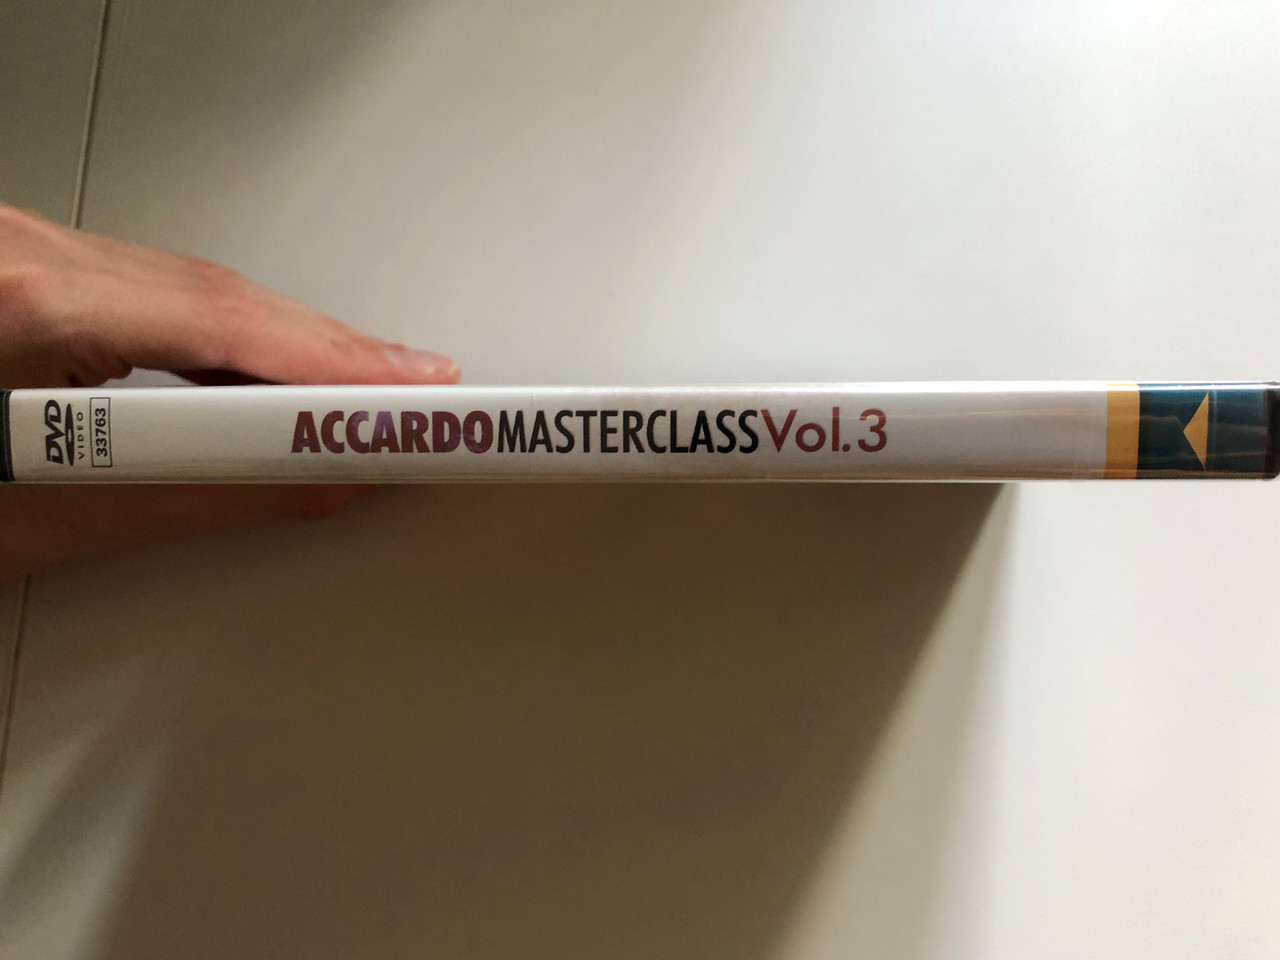 DVD
VIDEO
33763
ACCARDOMASTERCLASSVol.3